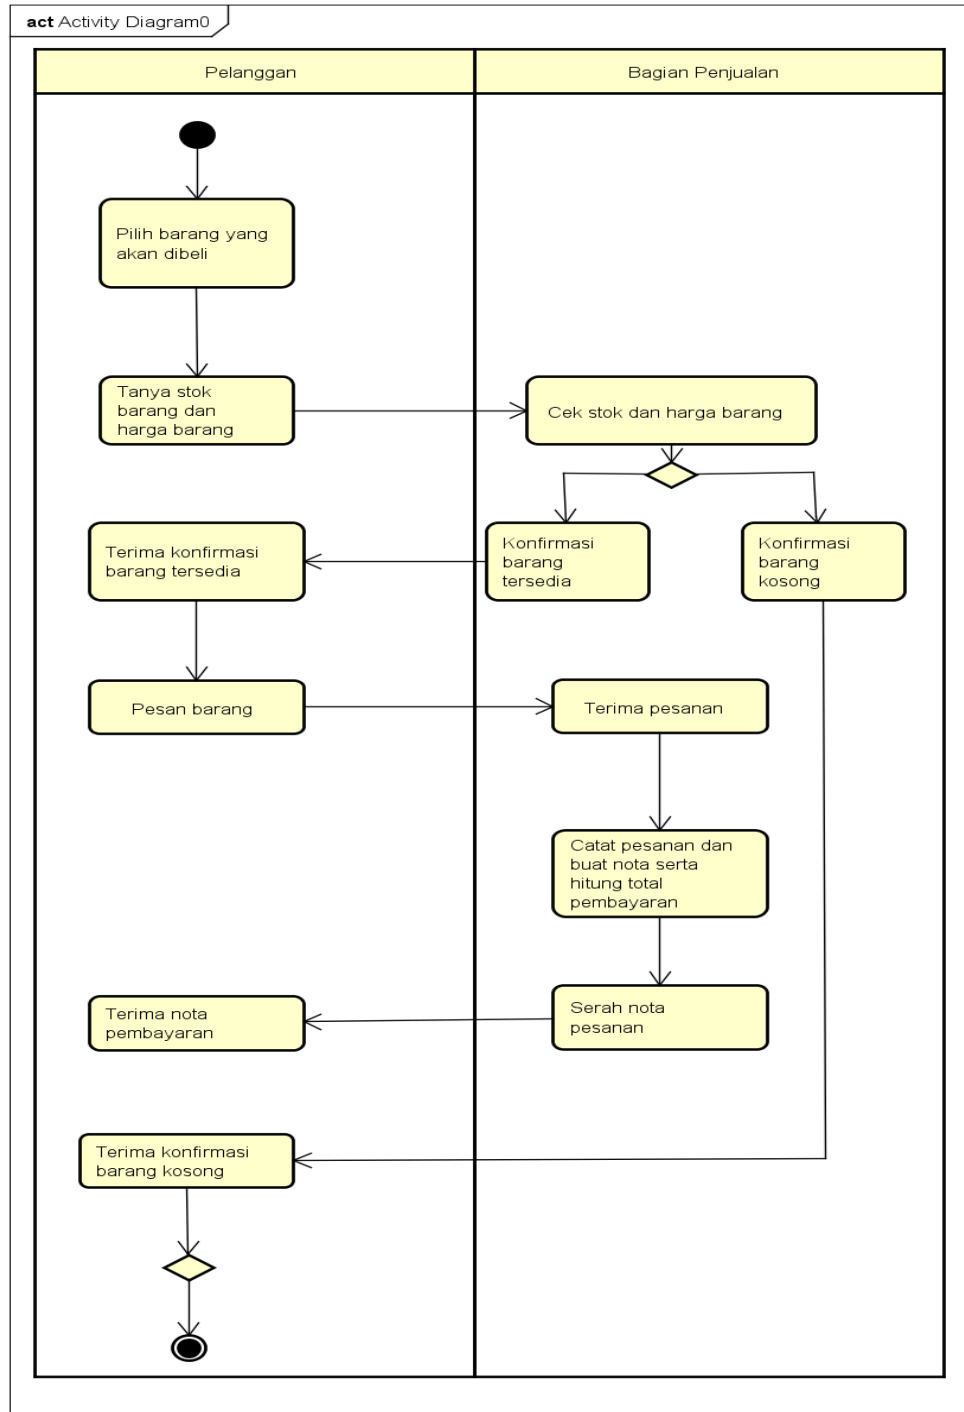 act Activity Diagram0
Pelanggan
Bagian Penjualan
Pilih barang yang
akan dibeli
Tanya stok
barang dan
harga barang
Cek stok dan harga barang
Terima konfirmasi
barang tersedia
Konfirmasi
barang
tersedia
Konfirmasi
barang
kosong
Pesan barang
Terima pesanan
Catat pesanan dan
buat nota serta
hitung total
pembayaran
Terima nota
pembayaran
Serah nota
pesanan
Terima konfirmasi
barang kosong